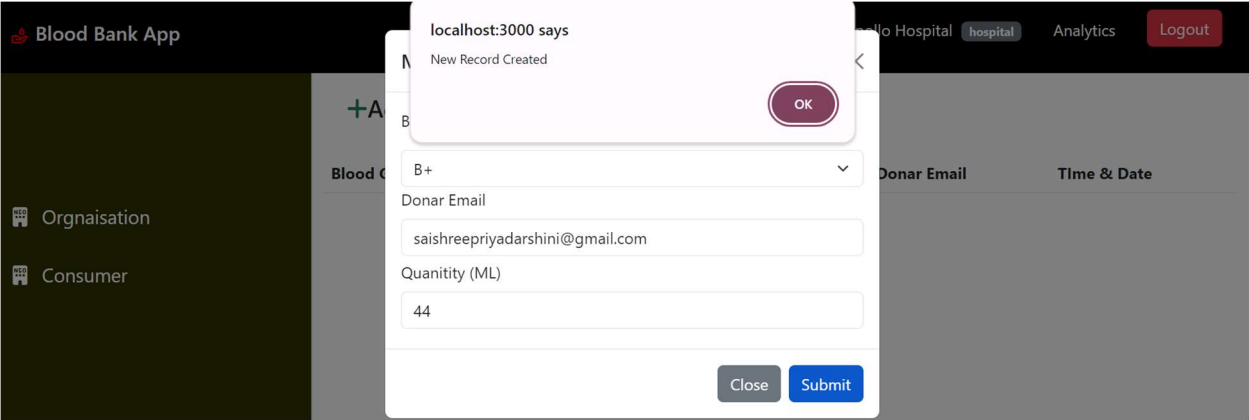 Blood Bank App
localhost:3000 says
New Record Created
OK
Hospital hospital Analytics Logout
Blood
Donar Email
TIme & Date
B+
Donar Email
saishreepriyadarshini@gmail.com
Quanitity (ML)
44
Close Submit
Orgnaisation
Consumer